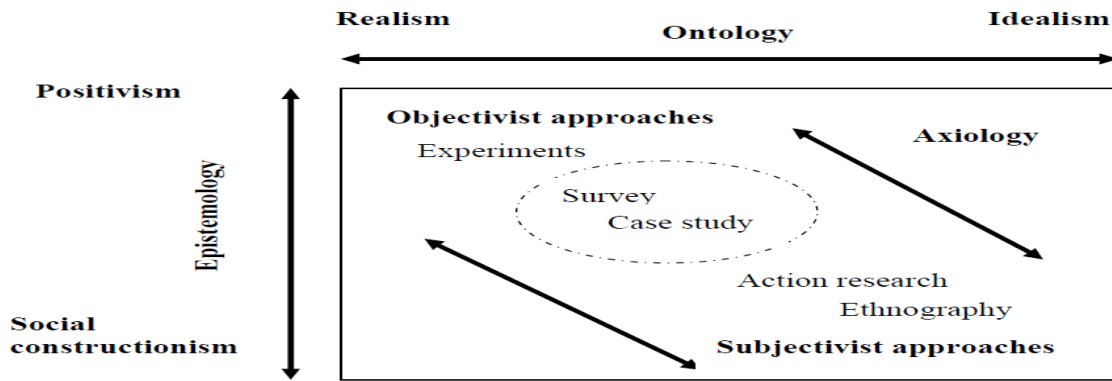 Realism
Ontology
Idealism
Positivism
Objectivist approaches
Axiology
Experiments
Epistemology
Survey
Case study
Action research
Ethnography
Social
constructionism
Subjectivist approaches